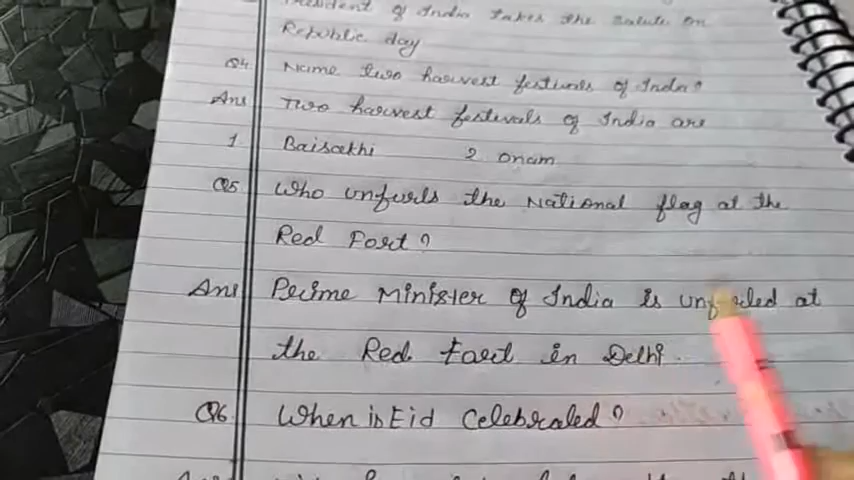 President of India takes the salute on
Republic day
Q4 Name two harvest festivals of India?
Ans Two harvest festivals of India are
1 Baisakhi 2 onam
Q5 Who unfurls the National flag at the
Red Fort?
Ans Prime Minister of India is unfurled at
the Red Fort in Delhi.
Q6 When is Eid Celebrated?